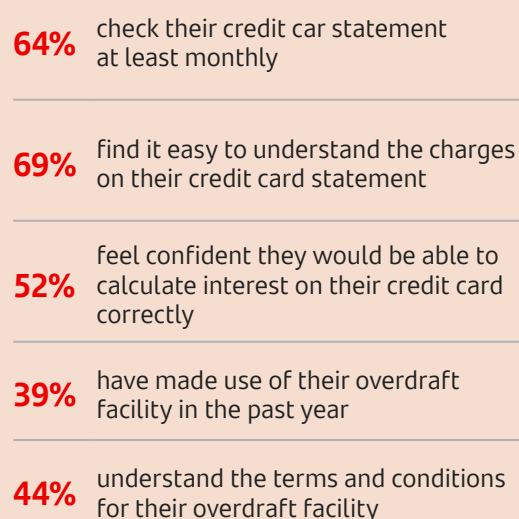 64%
check their credit car statement
at least monthly
69%
find it easy to understand the charges
on their credit card statement
52%
feel confident they would be able to
calculate interest on their credit card
correctly
39%
have made use of their overdraft
facility in the past year
44%
understand the terms and conditions
for their overdraft facility